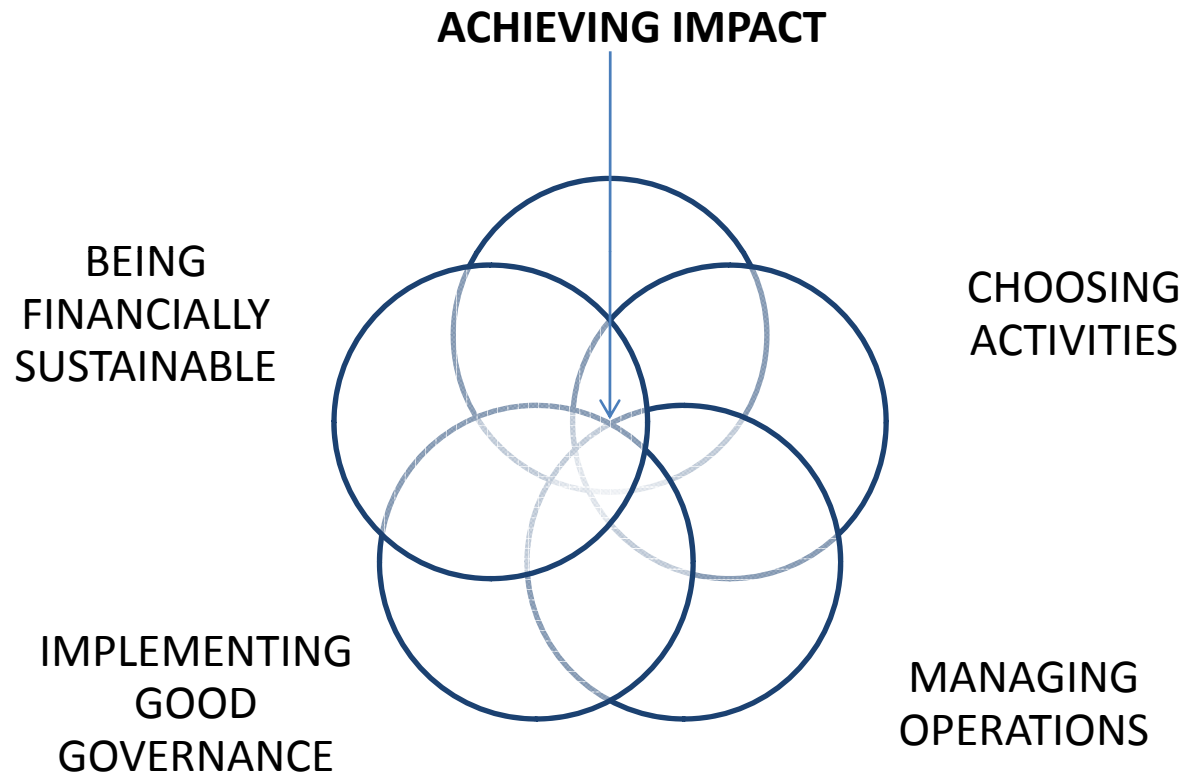 ACHIEVING IMPACT
BEING
FINANCIALLY
SUSTAINABLE
CHOOSING
ACTIVITIES
IMPLEMENTING
GOOD
GOVERNANCE
MANAGING
OPERATIONS